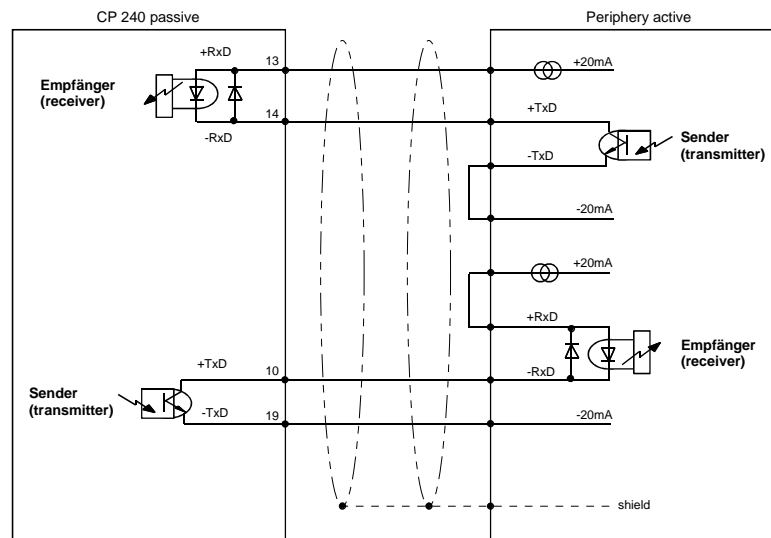 CP 240 passive
Periphery active
+RxD
13
+20mA
Empfänger
(receiver)
14
+TxD
-RxD
Sender
(transmitter)
-TxD
-20mA
+20mA
+RxD
Empfänger
(receiver)
+TxD
10
-RxD
Sender
(transmitter)
-TxD
19
-20mA
shield